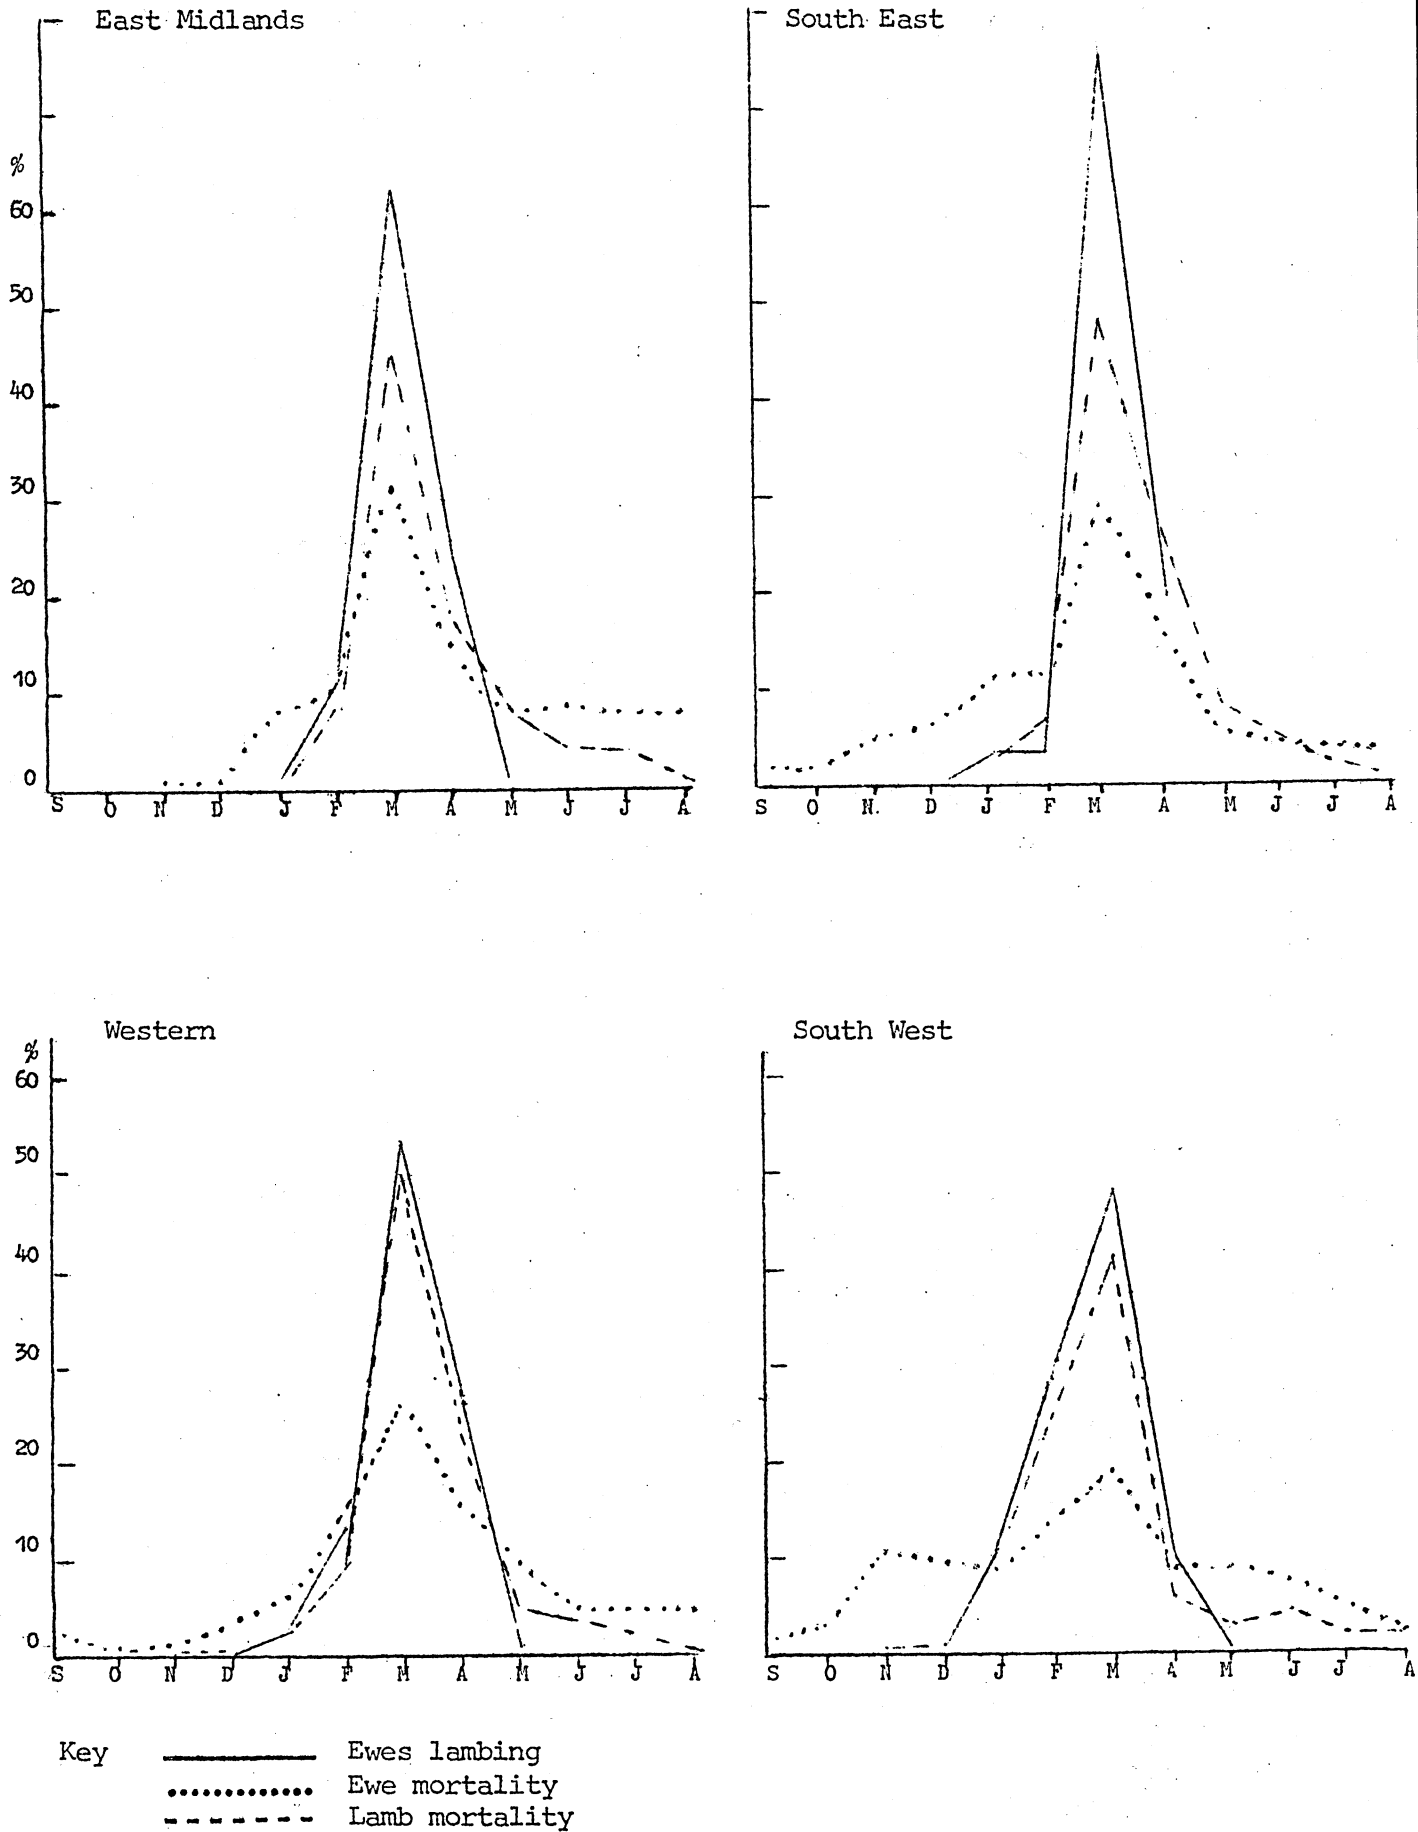 East Midlands
South East
%
60
50
40
30
20
10
0
S O N D J F M A M J J A
S O N. D J F M A M J J A
Western
South West
%
60
50
40
30
20
10
0
S O N D J F M A M J J A
S O N D J F M A M J J A
Key
Ewes lambing
Ewe mortality
Lamb mortality